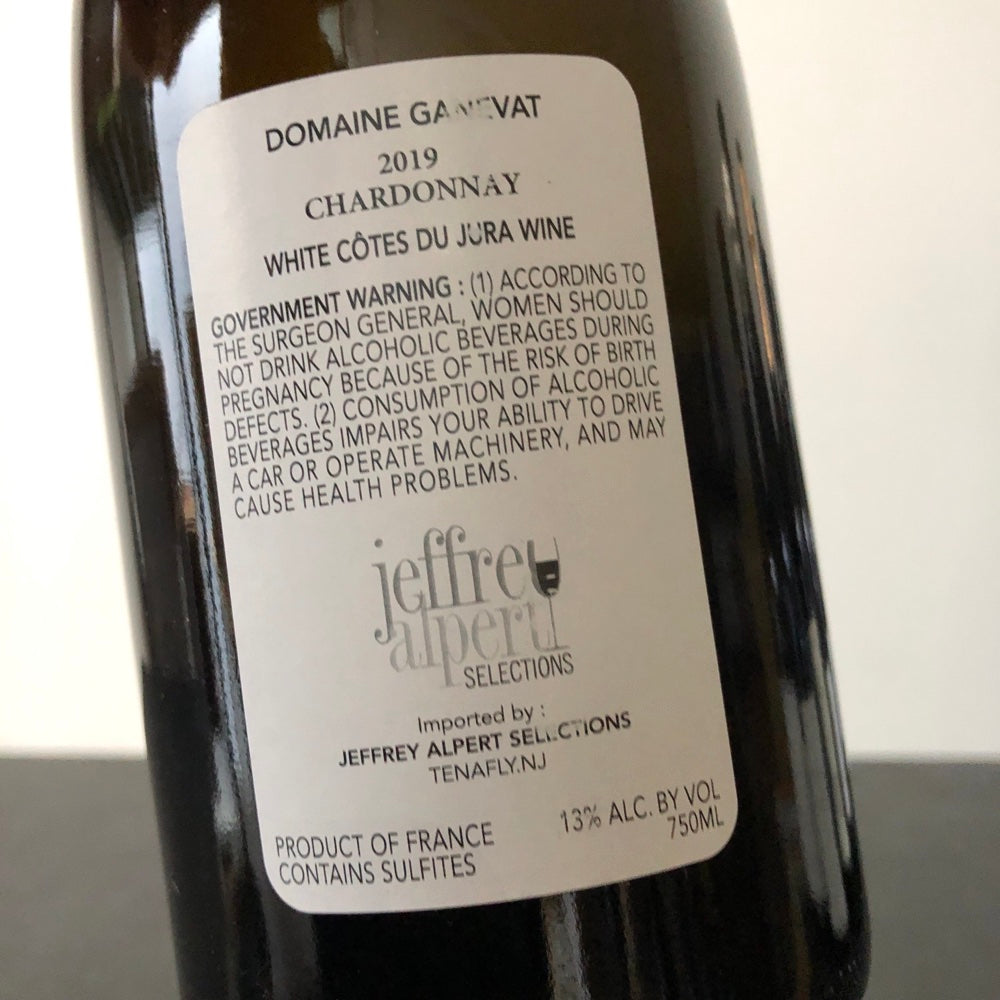 DOMAINE GANEVAT
2019
CHARDONNAY
WHITE CÔTES DU JURA WINE
GOVERNMENT WARNING : (1) ACCORDING TO
THE SURGEON GENERAL, WOMEN SHOULD
NOT DRINK ALCOHOLIC BEVERAGES DURING
PREGNANCY BECAUSE OF THE RISK OF BIRTH
DEFECTS. (2) CONSUMPTION OF ALCOHOLIC
BEVERAGES IMPAIRS YOUR ABILITY TO DRIVE
A CAR OR OPERATE MACHINERY, AND MAY
CAUSE HEALTH PROBLEMS.
jeffrey
alpert
SELECTIONS
Imported by :
JEFFREY ALPERT SELECTIONS
TENAFLY.NJ
PRODUCT OF FRANCE
CONTAINS SULFITES
13% ALC. BY VOL
750ML